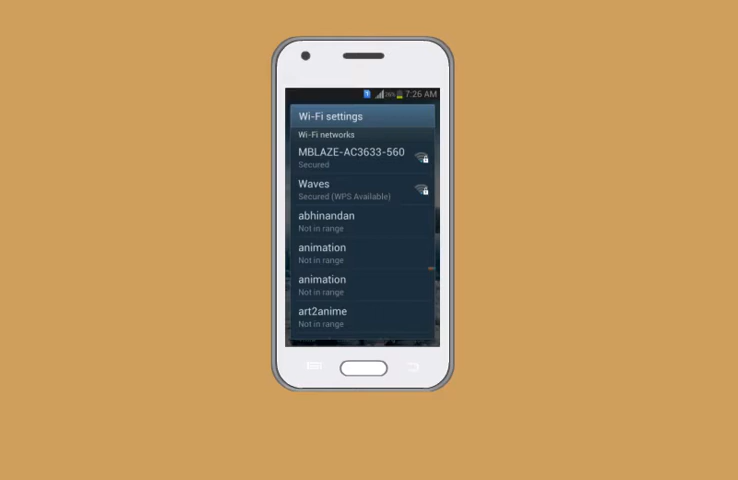 7:26 AM
Wi-Fi settings
Wi-Fi networks
MBLAZE-AC3633-560
Secured
Waves
Secured (WPS Available)
abhinandan
Not in range
animation
Not in range
animation
Not in range
art2anime
Not in range